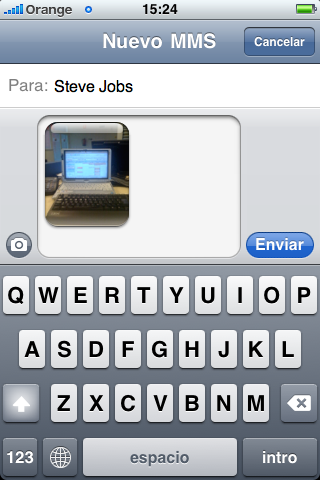 Orange 15:24
Nuevo MMS Cancelar
Para: Steve Jobs
Enviar
Q W E R T Y U I O P
A S D F G H J K L
Z X C V B N M
123 espacio intro